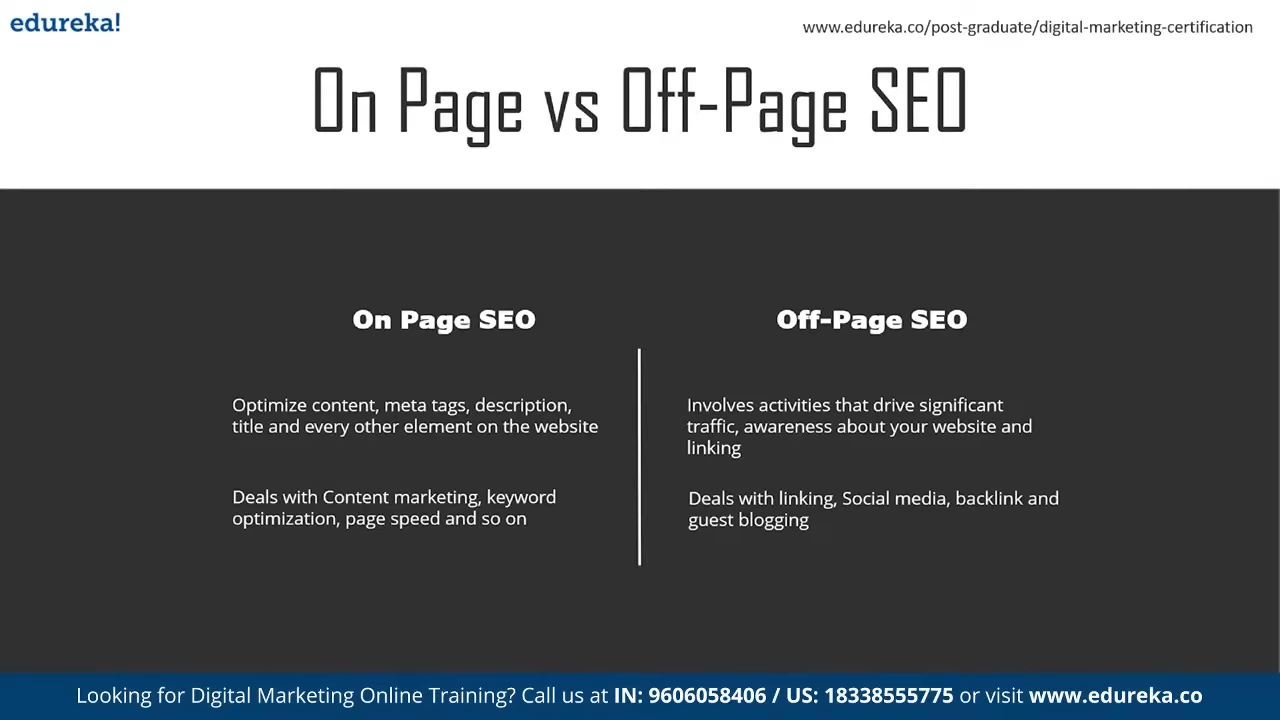 edureka!
www.edureka.co/post-graduate/digital-marketing-certification
On Page vs Off-Page SEO
On Page SEO
Optimize content, meta tags, description,
title and every other element on the website
Deals with Content marketing, keyword
optimization, page speed and so on
Off-Page SEO
Involves activities that drive significant
traffic, awareness about your website and
linking
Deals with linking, Social media, backlink and
guest blogging
Looking for Digital Marketing Online Training? Call us at IN: 9606058406 / US: 18338555775 or visit www.edureka.co